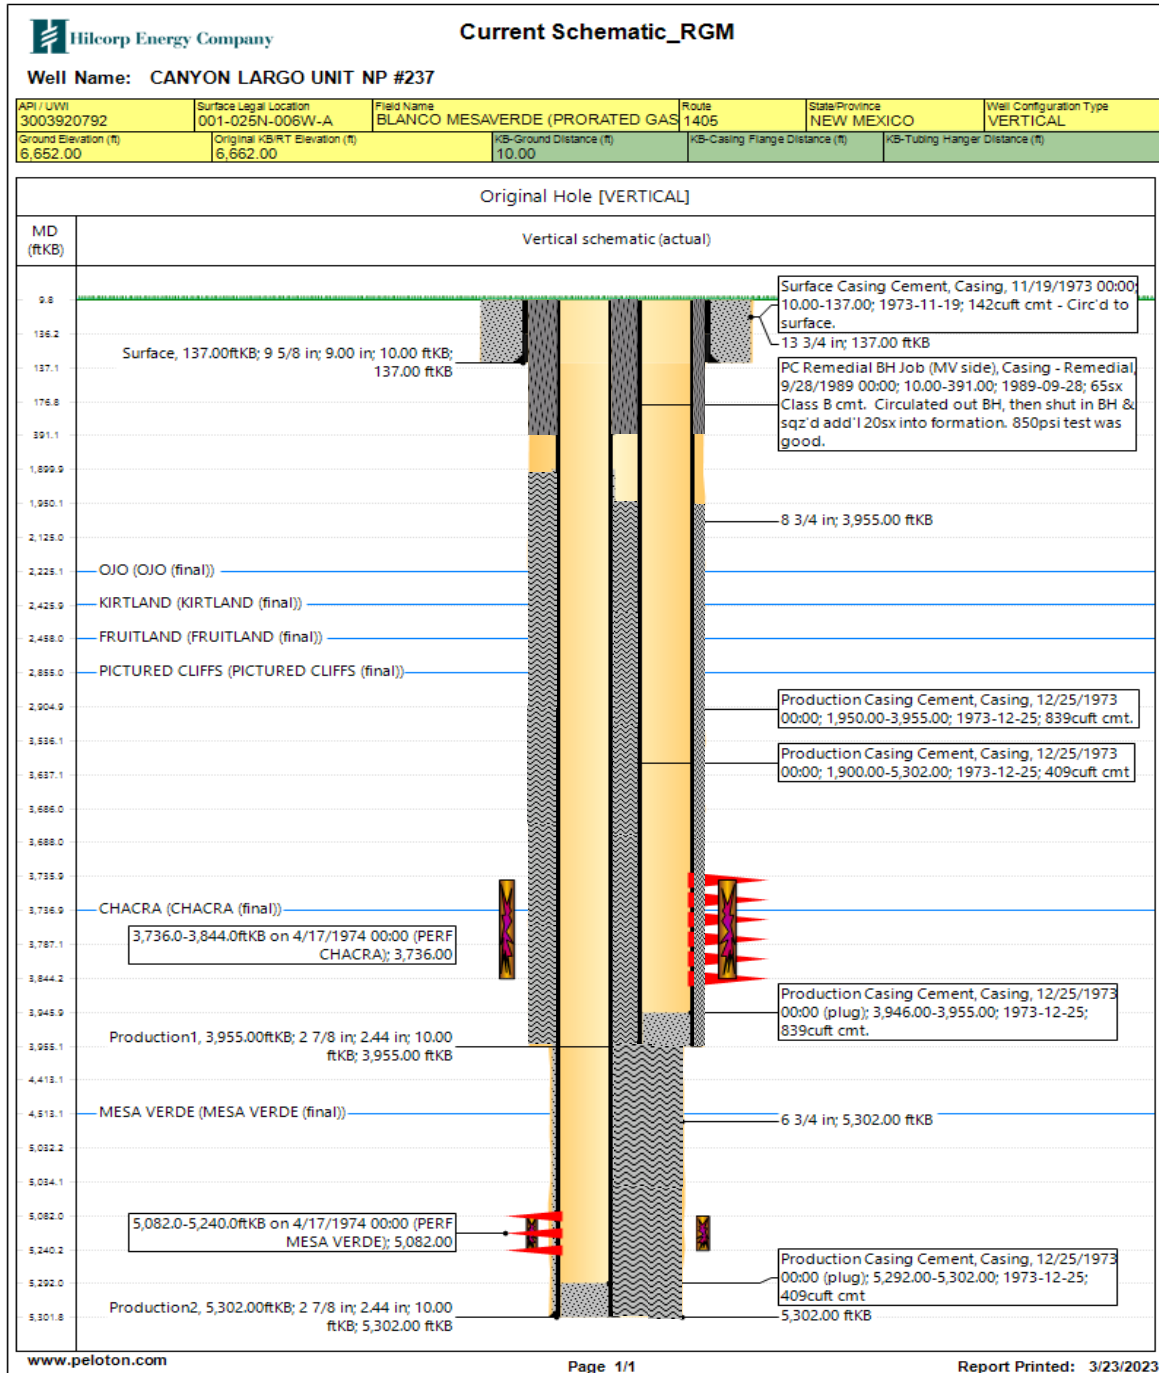 Hilcorp Energy Company
Current Schematic_RGM
Well Name: CANYON LARGO UNIT NP #237
API / UWI
3003920792
Surface Legal Location
001-025N-006W-A
Field Name
BLANCO MESAVERDE (PRORATED GAS
Route
1405
State/Province
NEW MEXICO
Well Configuration Type
VERTICAL
Ground Elevation (ft)
6,652.00
Original KB/RT Elevation (ft)
6,662.00
KB-Ground Distance (ft)
10.00
KB-Casing Flange Distance (ft)
KB-Tubing Hanger Distance (ft)
Original Hole [VERTICAL]
MD
(ftKB)
Vertical schematic (actual)
9.8
136.2
137.1
176.8
391.1
1,899.9
1,950.1
2,125.0
2,225.1
2,425.9
2,458.0
2,855.0
2,904.9
3,536.1
3,637.1
3,686.0
3,688.0
3,735.9
3,736.9
3,787.1
3,844.2
3,945.9
3,955.1
4,413.1
4,513.1
5,032.2
5,034.1
5,082.0
5,240.2
5,292.0
5,301.8
Surface Casing Cement, Casing, 11/19/1973 00:00;
10.00-137.00; 1973-11-19; 142cuft cmt - Circ'd to
surface.
13 3/4 in; 137.00 ftKB
Surface, 137.00ftKB; 9 5/8 in; 9.00 in; 10.00 ftKB;
137.00 ftKB
PC Remedial BH Job (MV side), Casing - Remedial,
9/28/1989 00:00; 10.00-391.00; 1989-09-28; 65sx
Class B cmt. Circulated out BH, then shut in BH &
sqz'd add'l 20sx into formation. 850psi test was
good.
8 3/4 in; 3,955.00 ftKB
OJO (OJO (final))
KIRTLAND (KIRTLAND (final))
FRUITLAND (FRUITLAND (final))
PICTURED CLIFFS (PICTURED CLIFFS (final))
Production Casing Cement, Casing, 12/25/1973
00:00; 1,950.00-3,955.00; 1973-12-25; 839cuft cmt.
Production Casing Cement, Casing, 12/25/1973
00:00; 1,900.00-5,302.00; 1973-12-25; 409cuft cmt
CHACRA (CHACRA (final))
3,736.0-3,844.0ftKB on 4/17/1974 00:00 (PERF
CHACRA); 3,736.00
Production Casing Cement, Casing, 12/25/1973
00:00 (plug); 3,946.00-3,955.00; 1973-12-25;
839cuft cmt.
Production1, 3,955.00ftKB; 2 7/8 in; 2.44 in; 10.00
ftKB; 3,955.00 ftKB
MESA VERDE (MESA VERDE (final))
6 3/4 in; 5,302.00 ftKB
5,082.0-5,240.0ftKB on 4/17/1974 00:00 (PERF
MESA VERDE); 5,082.00
Production Casing Cement, Casing, 12/25/1973
00:00 (plug); 5,292.00-5,302.00; 1973-12-25;
409cuft cmt
Production2, 5,302.00ftKB; 2 7/8 in; 2.44 in; 10.00
ftKB; 5,302.00 ftKB
5,302.00 ftKB
www.peloton.com
Page 1/1
Report Printed: 3/23/2023